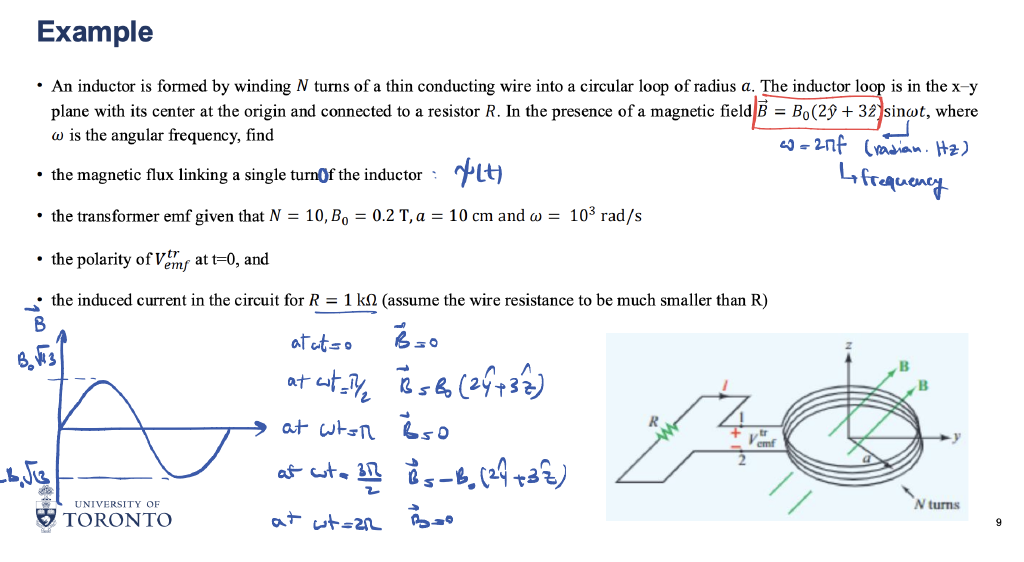 Example
• An inductor is formed by winding N turns of a thin conducting wire into a circular loop of radius a. The inductor loop is in the x–y
plane with its center at the origin and connected to a resistor R. In the presence of a magnetic field B⃗ = B₀(2ŷ + 3ẑ)sinωt, where
ω is the angular frequency, find
ω = 2πf (radian. Hz)
↳ frequency
• the magnetic flux linking a single turn of the inductor : ψ(t)
• the transformer emf given that N = 10, B₀ = 0.2 T, a = 10 cm and ω = 10³ rad/s
• the polarity of V_emf^tr at t=0, and
• the induced current in the circuit for R = 1 kΩ (assume the wire resistance to be much smaller than R)
B⃗
B₀√13
-B₀√13
at ωt=0 B⃗=0
at ωt=π/2 B⃗=B₀(2ŷ+3ẑ)
at ωt=π B⃗=0
at ωt=3π/2 B⃗=-B₀(2ŷ+3ẑ)
at ωt=2π B⃗=0
z
B
B
I
R
1
+
V_emf^tr
–
2
y
a
N turns
UNIVERSITY OF
TORONTO
9